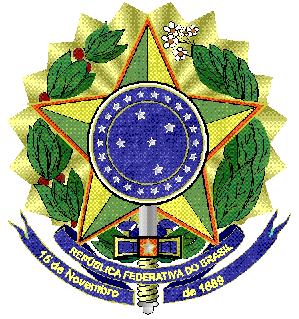 REPÚBLICA FEDERATIVA DO BRASIL
15 de Novembro
de 1889